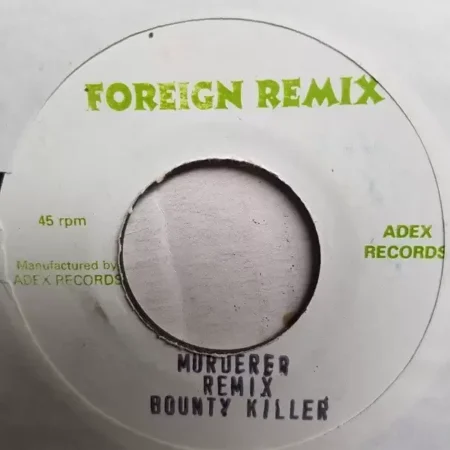 FOREIGN REMIX
45 rpm
ADEX
RECORDS
Manufactured by
ADEX RECORDS
MURDERER
REMIX
BOUNTY KILLER